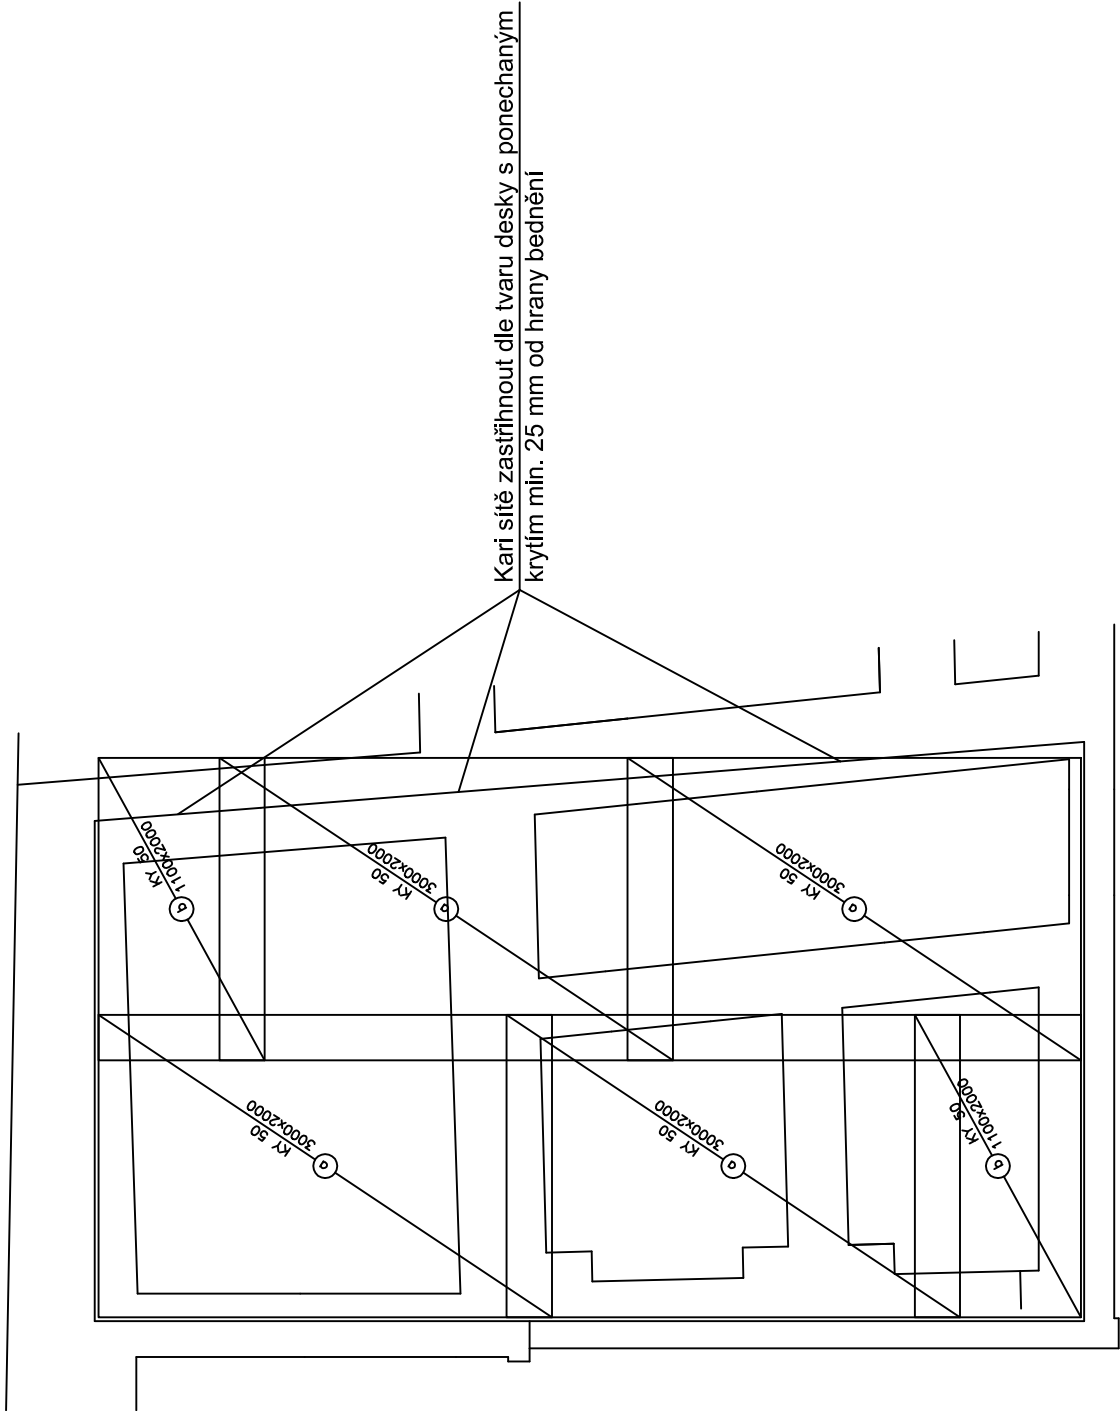 Kari sítě zastřihnout dle tvaru desky s ponechaným
krytím min. 25 mm od hrany bednění
KY 50
b
1100x2000
KY 50
a
3000x2000
KY 50
a
3000x2000
KY 50
a
3000x2000
KY 50
a
3000x2000
KY 50
b
1100x2000